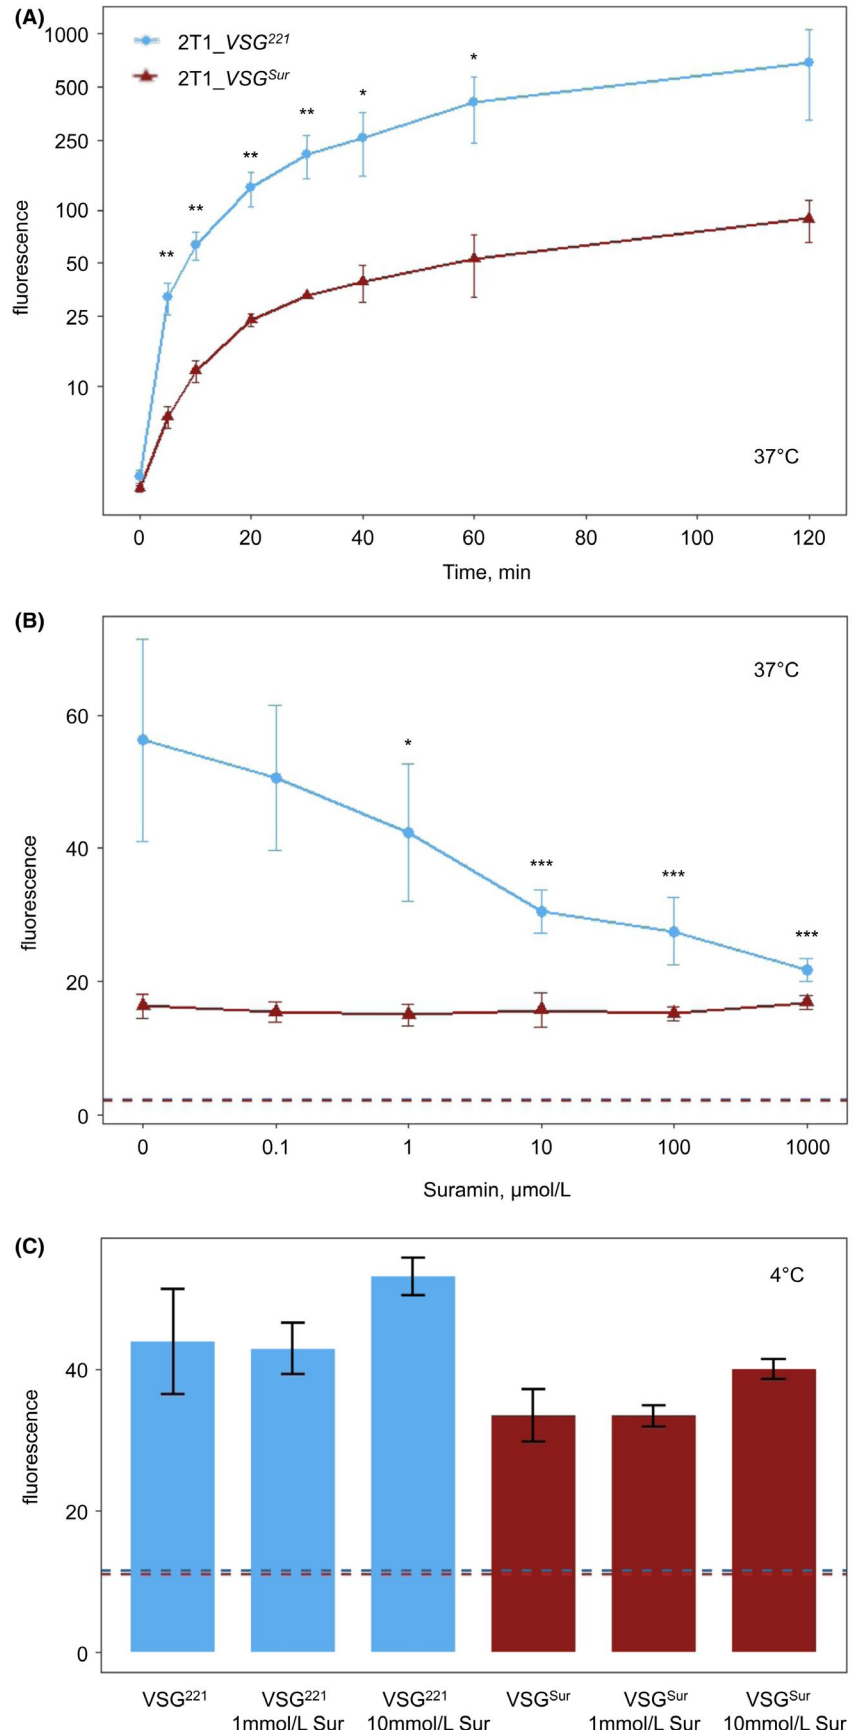 (A)
1000
500
250
100
50
25
10
fluorescence
2T1_VSG²²¹
2T1_VSGˢᵘʳ
**
**
**
**
*
*
37°C
0
20
40
60
80
100
120
Time, min
(B)
60
40
20
0
fluorescence
37°C
*
***
***
***
0
0.1
1
10
100
1000
Suramin, µmol/L
(C)
40
20
0
fluorescence
4°C
VSG²²¹
VSG²²¹
1mmol/L Sur
VSG²²¹
10mmol/L Sur
VSGˢᵘʳ
VSGˢᵘʳ
1mmol/L Sur
VSGˢᵘʳ
10mmol/L Sur